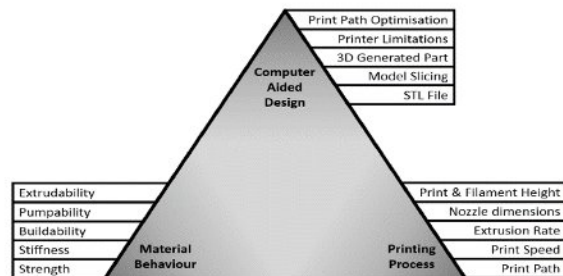 Print Path Optimisation
Printer Limitations
3D Generated Part
Model Slicing
STL File
Computer
Aided
Design
Extrudability
Pumpability
Buildability
Stiffness
Strength
Material
Behaviour
Printing
Process
Print & Filament Height
Nozzle dimensions
Extrusion Rate
Print Speed
Print Path